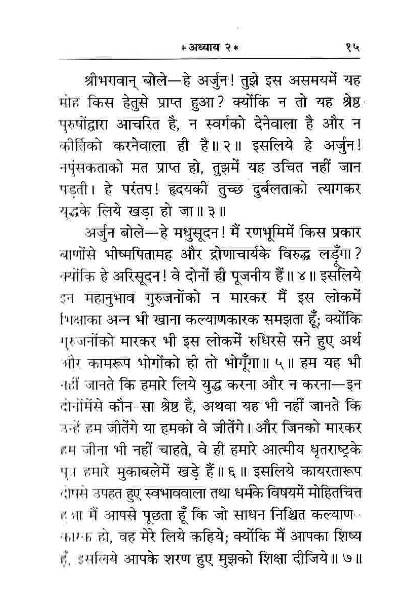 * अध्याय २ * १५
श्रीभगवान् बोले—हे अर्जुन! तुझे इस असमयमें यह
मोह किस हेतुसे प्राप्त हुआ? क्योंकि न तो यह श्रेष्ठ
पुरुषोंद्वारा आचरित है, न स्वर्गको देनेवाला है और न
कीर्तिको करनेवाला ही है॥ २॥ इसलिये हे अर्जुन!
नपुंसकताको मत प्राप्त हो, तुझमें यह उचित नहीं जान
पड़ती। हे परंतप! हृदयकी तुच्छ दुर्बलताको त्यागकर
युद्धके लिये खड़ा हो जा॥ ३॥
अर्जुन बोले—हे मधुसूदन! मैं रणभूमिमें किस प्रकार
बाणोंसे भीष्मपितामह और द्रोणाचार्यके विरुद्ध लड़ूँगा?
क्योंकि हे अरिसूदन! वे दोनों ही पूजनीय हैं॥ ४॥ इसलिये
इन महानुभाव गुरुजनोंको न मारकर मैं इस लोकमें
भिक्षाका अन्न भी खाना कल्याणकारक समझता हूँ; क्योंकि
गुरुजनोंको मारकर भी इस लोकमें रुधिरसे सने हुए अर्थ
और कामरूप भोगोंको ही तो भोगूँगा॥ ५॥ हम यह भी
नहीं जानते कि हमारे लिये युद्ध करना और न करना—इन
दोनोंमेंसे कौन-सा श्रेष्ठ है, अथवा यह भी नहीं जानते कि
उन्हें हम जीतेंगे या हमको वे जीतेंगे। और जिनको मारकर
हम जीना भी नहीं चाहते, वे ही हमारे आत्मीय धृतराष्ट्रके
पुत्र हमारे मुकाबलेमें खड़े हैं॥ ६॥ इसलिये कायरतारूप
दोषसे उपहत हुए स्वभाववाला तथा धर्मके विषयमें मोहितचित्त
हुआ मैं आपसे पूछता हूँ कि जो साधन निश्चित कल्याण-
कारक हो, वह मेरे लिये कहिये; क्योंकि मैं आपका शिष्य
हूँ, इसलिये आपके शरण हुए मुझको शिक्षा दीजिये॥ ७॥